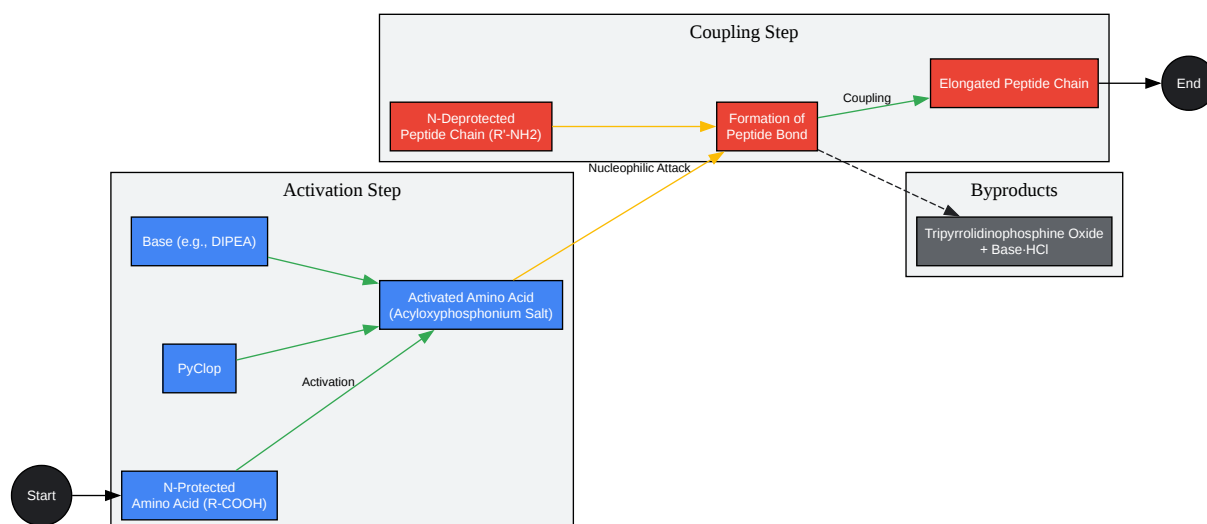 Coupling Step
Elongated Peptide Chain
End
Coupling
N-Deprotected
Peptide Chain (R'-NH2)
Formation of
Peptide Bond
Nucleophilic Attack
Activation Step
Byproducts
Base (e.g., DIPEA)
Tripyrrolidinophosphine Oxide
+ Base·HCl
Activated Amino Acid
(Acyloxyphosphonium Salt)
PyClop
Activation
Start
N-Protected
Amino Acid (R-COOH)